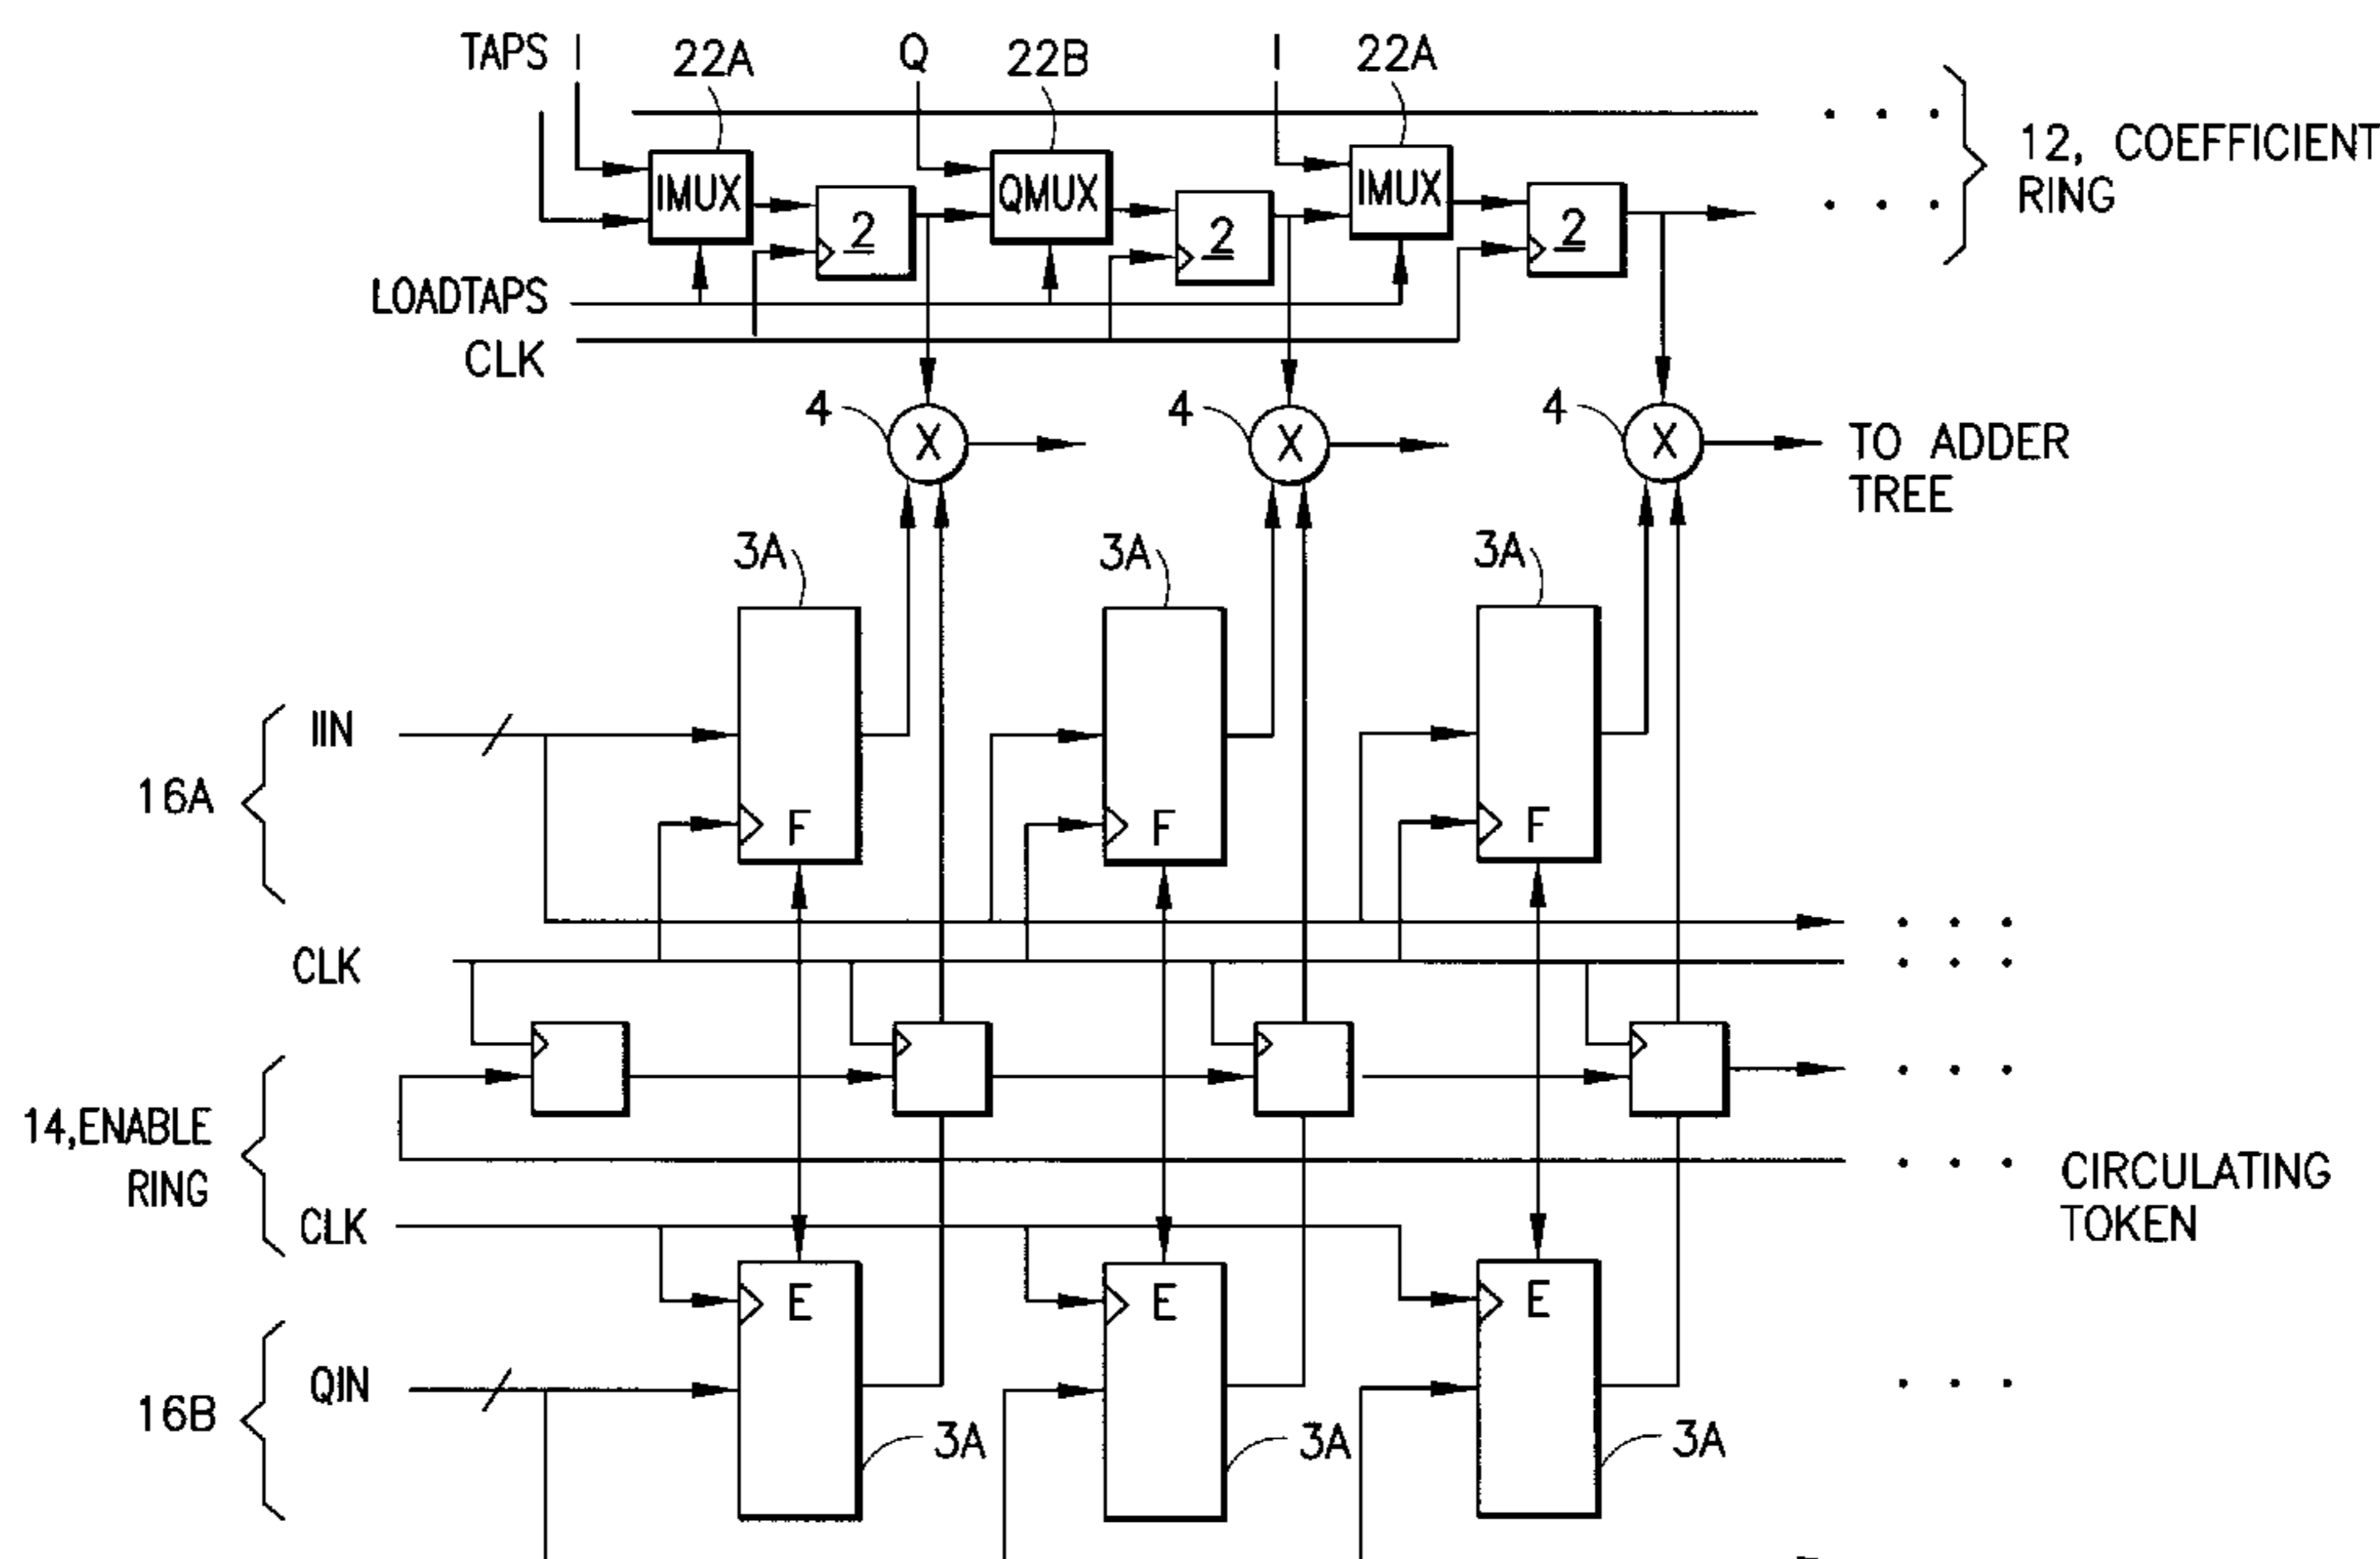 TAPS I 22A Q 22B I 22A
12, COEFFICIENT
RING
IMUX 2 QMUX 2 IMUX 2
LOADTAPS
CLK
4 X 4 X 4 X TO ADDER
TREE
3A 3A 3A
IIN
16A
F F F
CLK
14,ENABLE
RING
CIRCULATING
TOKEN
CLK
E E E
QIN
16B
3A 3A 3A